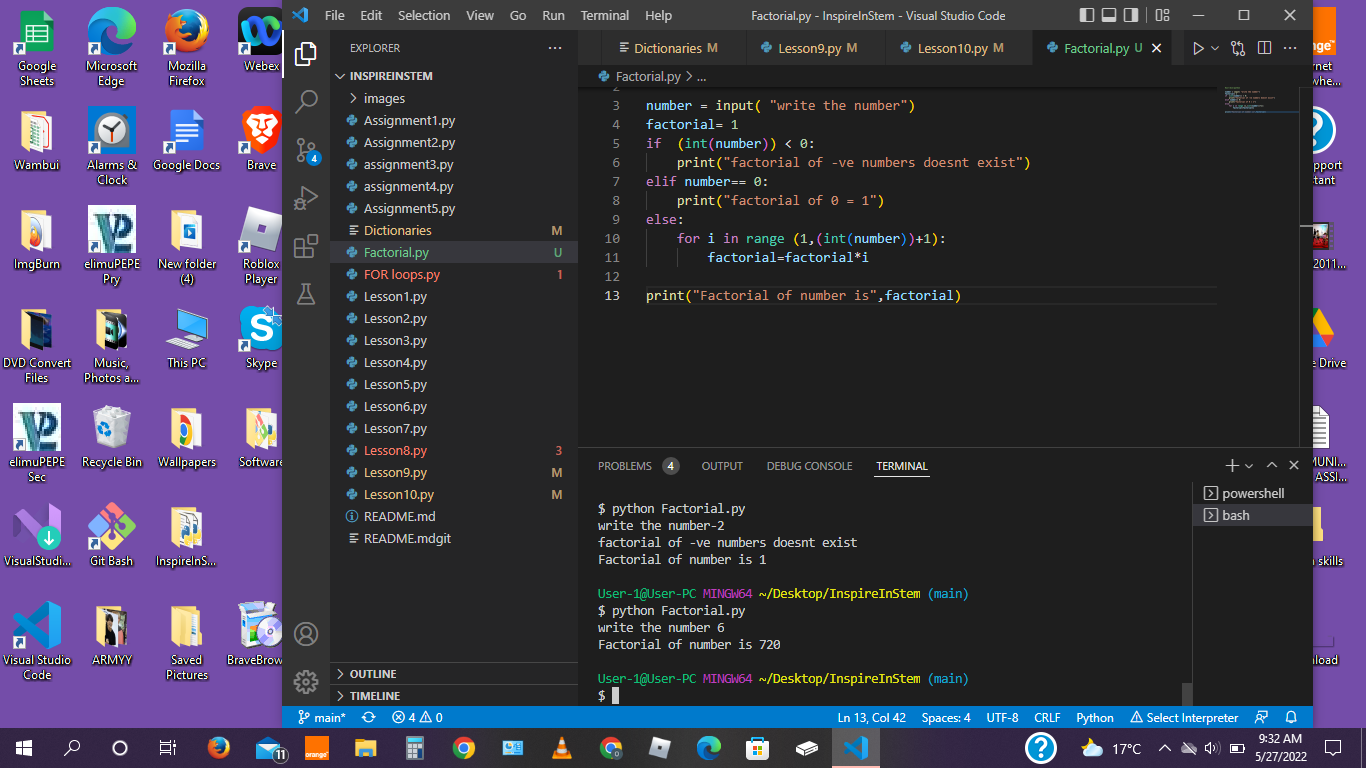 File Edit Selection View Go Run Terminal Help
Factorial.py - InspireInStem - Visual Studio Code
EXPLORER
INSPIREINSTEM
images
Assignment1.py
Assignment2.py
assignment3.py
assignment4.py
Assignment5.py
Dictionaries M
Factorial.py U
FOR loops.py 1
Lesson1.py
Lesson2.py
Lesson3.py
Lesson4.py
Lesson5.py
Lesson6.py
Lesson7.py
Lesson8.py 3
Lesson9.py M
Lesson10.py M
README.md
README.mdgit
OUTLINE
TIMELINE
Dictionaries M Lesson9.py M Lesson10.py M Factorial.py U
Factorial.py > ...
2
3 number = input( "write the number")
4 factorial= 1
5 if (int(number)) < 0:
6 print("factorial of -ve numbers doesnt exist")
7 elif number== 0:
8 print("factorial of 0 = 1")
9 else:
10 for i in range (1,(int(number))+1):
11 factorial=factorial*i
12
13 print("Factorial of number is",factorial)
PROBLEMS 4 OUTPUT DEBUG CONSOLE TERMINAL
$ python Factorial.py
write the number-2
factorial of -ve numbers doesnt exist
Factorial of number is 1
User-1@User-PC MINGW64 ~/Desktop/InspireInStem (main)
$ python Factorial.py
write the number 6
Factorial of number is 720
User-1@User-PC MINGW64 ~/Desktop/InspireInStem (main)
$
powershell
bash
4
main* 4 0 Ln 13, Col 42 Spaces: 4 UTF-8 CRLF Python Select Interpreter
Google Sheets
Microsoft Edge
Mozilla Firefox
Webex
Wambui
Alarms & Clock
Google Docs
Brave
ImgBurn
elimuPEPE Pry
New folder (4)
Roblox Player
DVD Convert Files
Music, Photos a...
This PC
Skype
elimuPEPE Sec
Recycle Bin
Wallpapers
Software
VisualStudi...
Git Bash
InspireInS...
Visual Studio Code
ARMYY
Saved Pictures
BraveBrow
11
orange
17°C
9:32 AM
5/27/2022